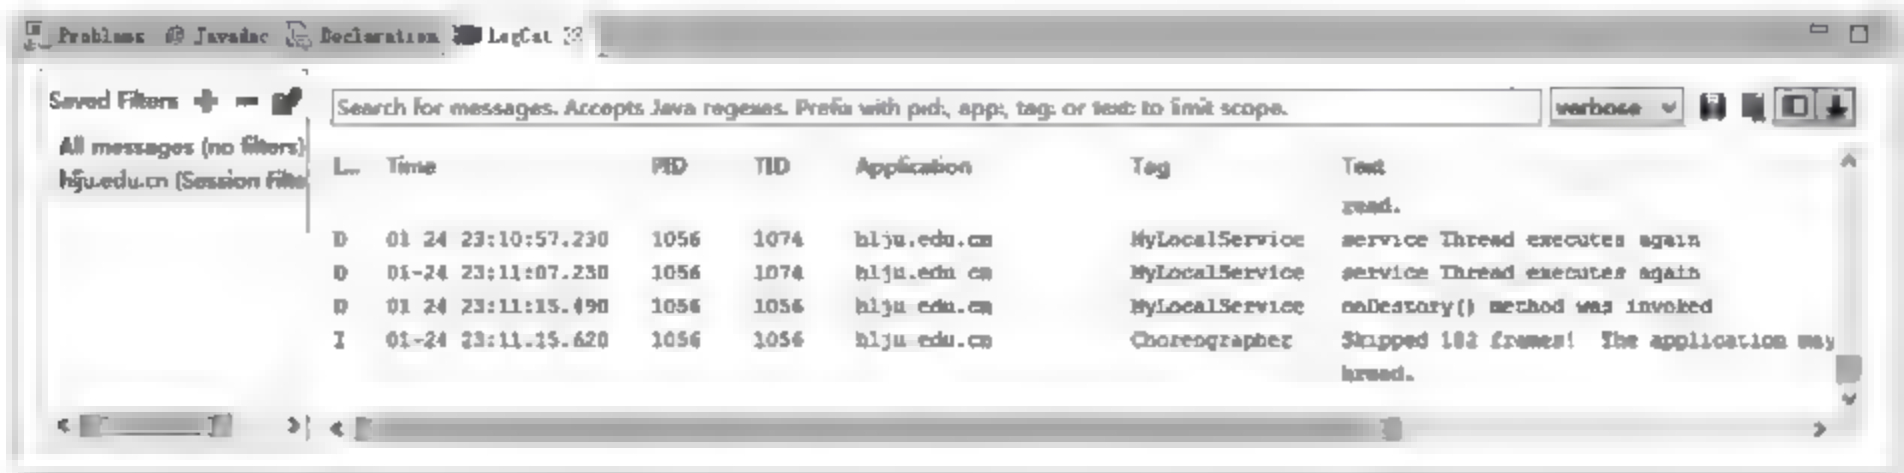 Problems @ Javadoc Declaration LogCat
Saved Filters
Search for messages. Accepts Java regexes. Prefix with pid:, app:, tag: or text: to limit scope.
verbose
All messages (no filters)
hlju.edu.cn (Session Filte
L... Time PID TID Application Tag Text
read.
D 01-24 23:10:57.230 1056 1074 hlju.edu.cn MyLocalService service Thread executes again
D 01-24 23:11:07.230 1056 1074 hlju.edu.cn MyLocalService service Thread executes again
D 01-24 23:11:15.490 1056 1056 hlju.edu.cn MyLocalService onDestory() method was invoked
I 01-24 23:11:15.620 1056 1056 hlju.edu.cn Choreographer Skipped 182 frames! The application may
hread.